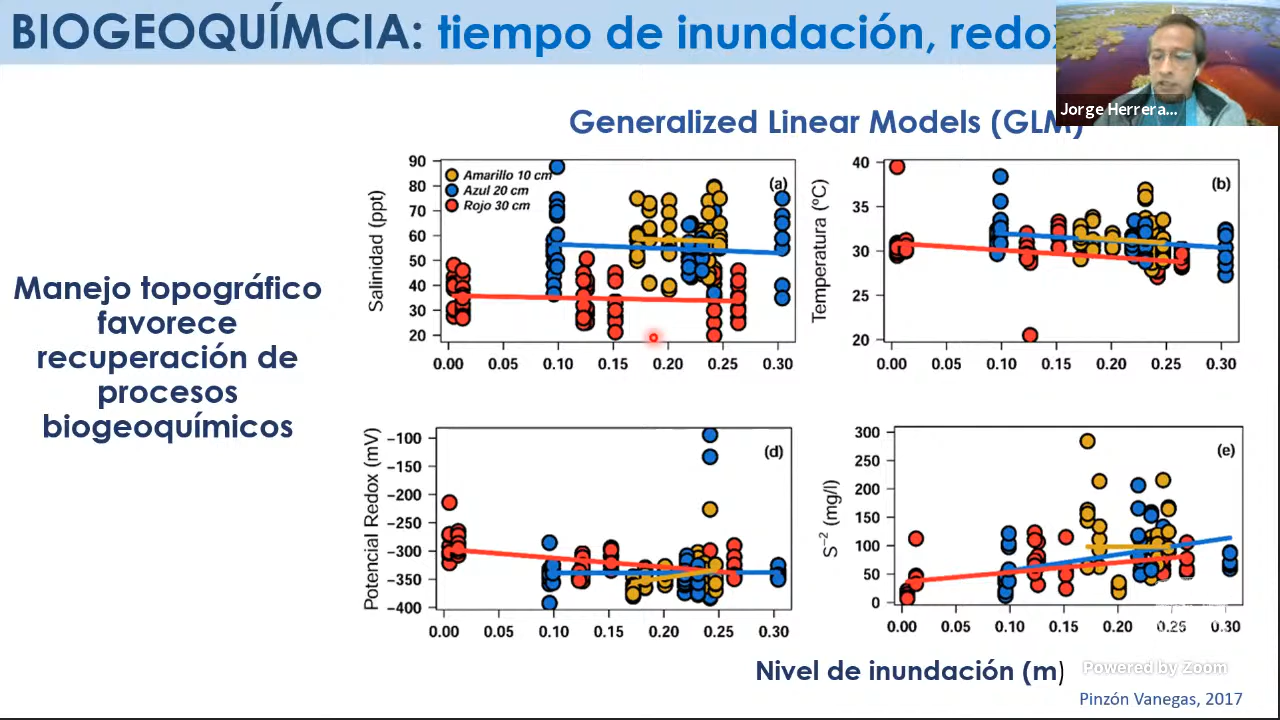 BIOGEOQUÍMCIA: tiempo de inundación, redo
Jorge Herrera...
Generalized Linear Models (GLM)
Manejo topográfico
favorece
recuperación de
procesos
biogeoquímicos
Amarillo 10 cm
Azul 20 cm
Rojo 30 cm
(a)
Salinidad (ppt)
90
80
70
60
50
40
30
20
0.00 0.05 0.10 0.15 0.20 0.25 0.30
(b)
Temperatura (ºC)
40
35
30
25
20
0.00 0.05 0.10 0.15 0.20 0.25 0.30
(d)
Potencial Redox (mV)
−100
−150
−200
−250
−300
−350
−400
0.00 0.05 0.10 0.15 0.20 0.25 0.30
(e)
S⁻² (mg/l)
300
250
200
150
100
50
0
0.00 0.05 0.10 0.15 0.20 0.25 0.30
Nivel de inundación (m)
Powered by Zoom
Pinzón Vanegas, 2017